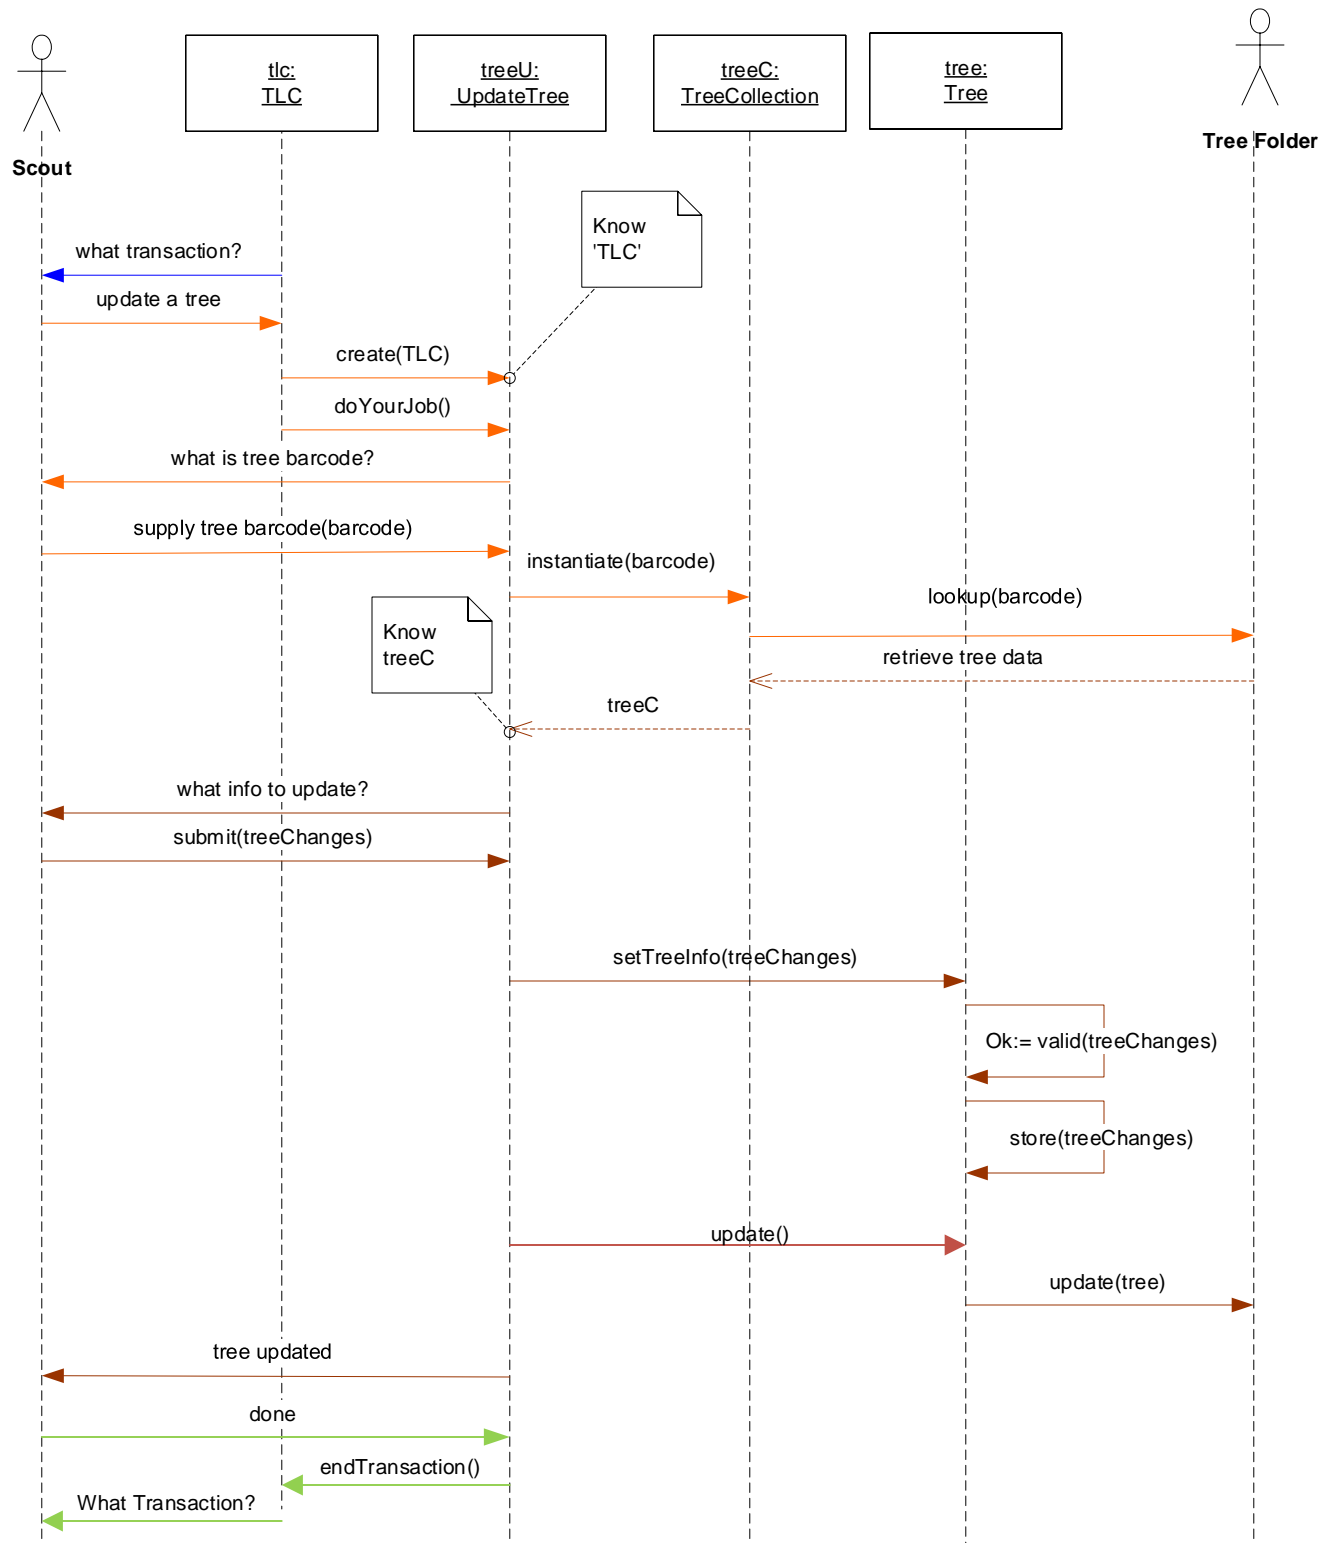 tlc:
TLC
treeU:
UpdateTree
treeC:
TreeCollection
tree:
Tree
Scout
Tree Folder
Know
'TLC'
what transaction?
update a tree
create(TLC)
doYourJob()
what is tree barcode?
supply tree barcode(barcode)
instantiate(barcode)
lookup(barcode)
Know
treeC
retrieve tree data
treeC
what info to update?
submit(treeChanges)
setTreeInfo(treeChanges)
Ok:= valid(treeChanges)
store(treeChanges)
update()
update(tree)
tree updated
done
endTransaction()
What Transaction?